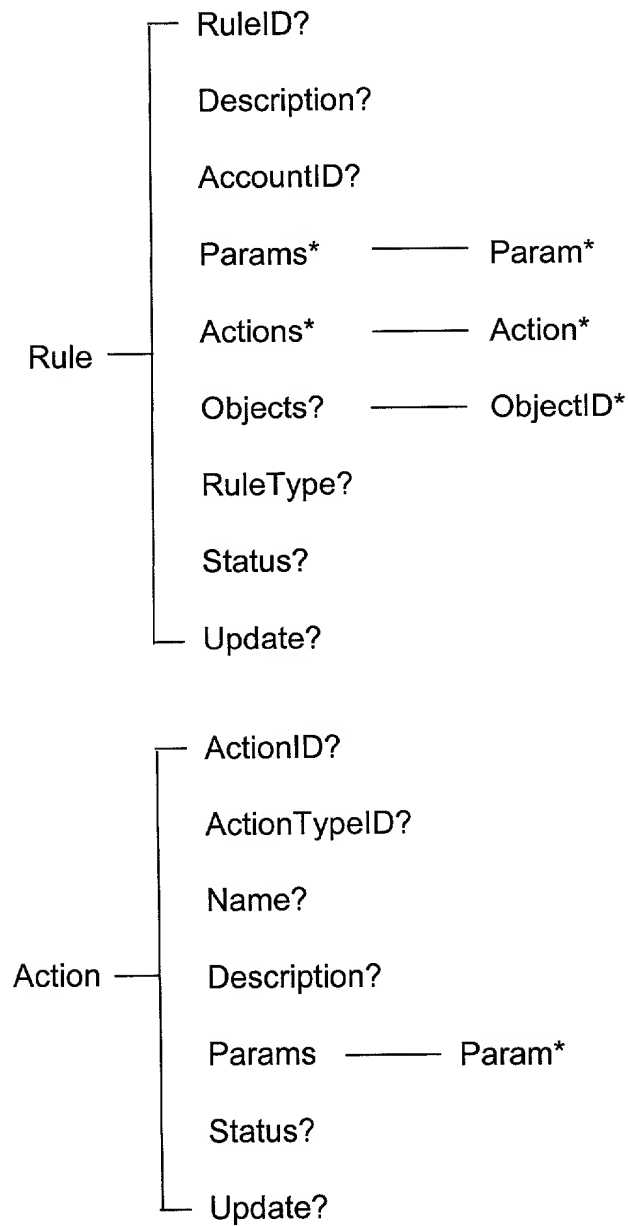 RuleID?
Description?
AccountID?
Params* Param*
Actions* Action*
Rule
Objects? ObjectID*
RuleType?
Status?
Update?
ActionID?
ActionTypeID?
Name?
Action Description?
Params Param*
Status?
Update?